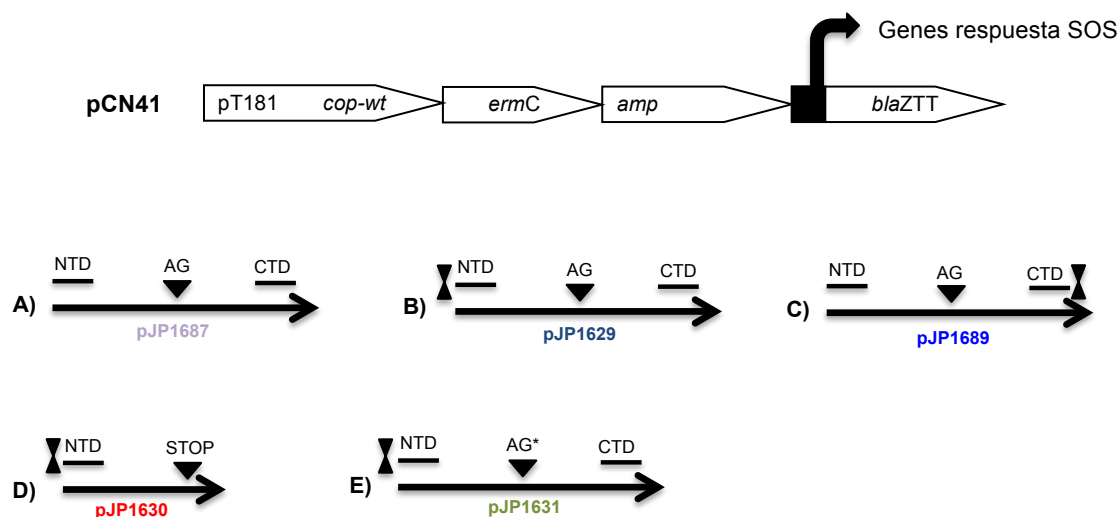 Genes respuesta SOS
pCN41 pT181 cop-wt ermC amp blaZTT
NTD AG CTD
A)
pJP1687
NTD AG CTD
B)
pJP1629
NTD AG CTD
C)
pJP1689
NTD STOP
D)
pJP1630
NTD AG* CTD
E)
pJP1631